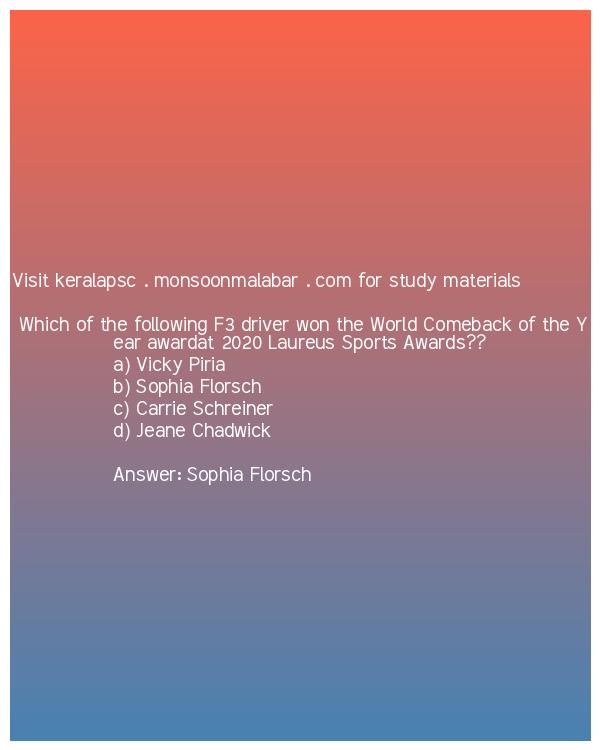 Visit keralapsc . monsoonmalabar . com for study materials
Which of the following F3 driver won the World Comeback of the Y
ear awardat 2020 Laureus Sports Awards??
a) Vicky Piria
b) Sophia Florsch
c) Carrie Schreiner
d) Jeane Chadwick
Answer: Sophia Florsch